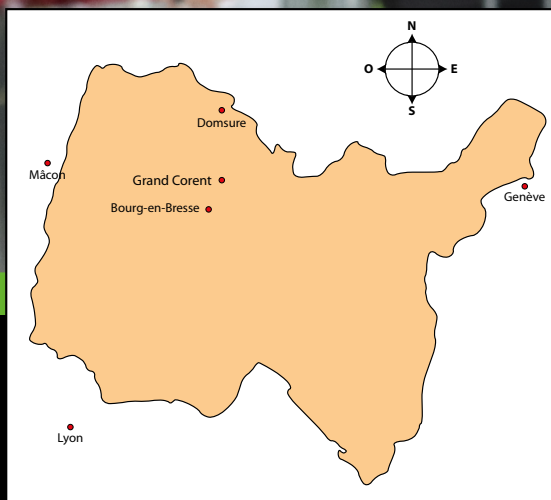 N
O E
S
Domsure
Mâcon
Grand Corent
Genève
Bourg-en-Bresse
Lyon